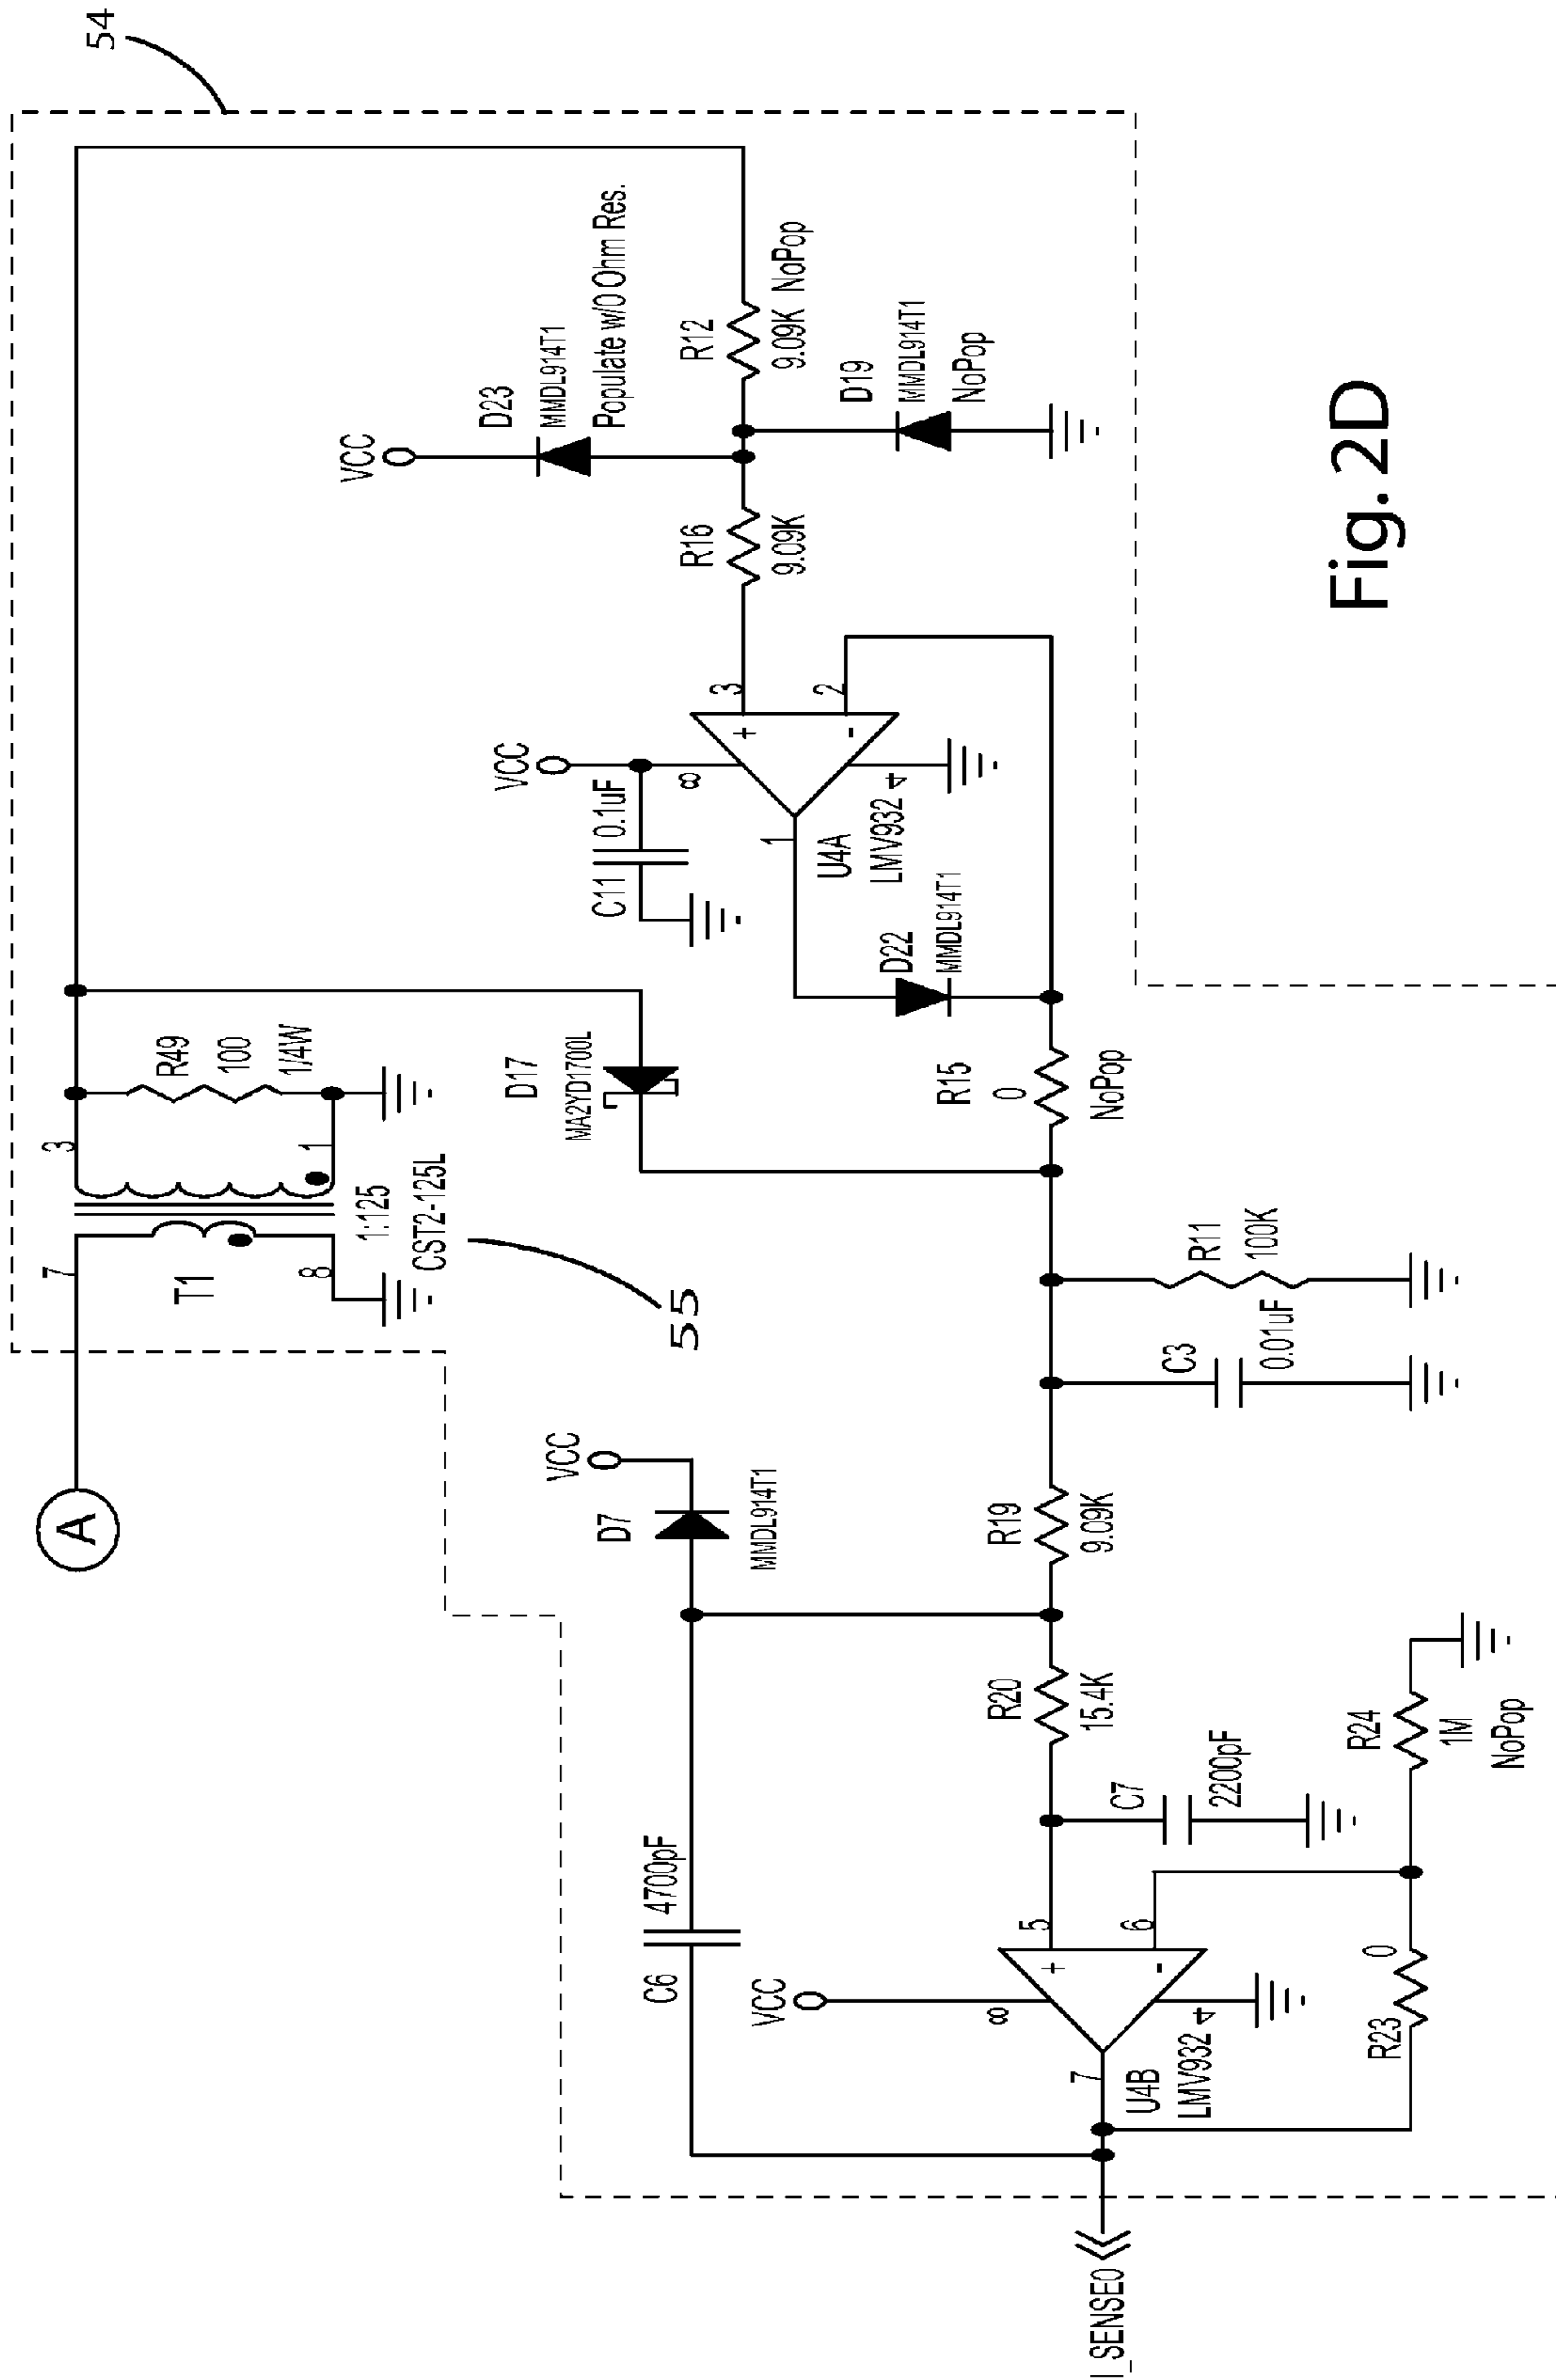 54
A
7
3
T1
8
1
1:125
CST2-125L
55
R49
100
1/4W
D17
MA2YD1700L
VCC
D23
MMDL914T1
Populate w/0 Ohm Res.
R12
9.09K NoPop
R16
9.09K
D19
MMDL914T1
NoPop
VCC
C11
0.1uF
8
3
+
2
-
4
1
U4A
LMV932
D22
MMDL914T1
R15
0
NoPop
R11
100K
C3
0.01uF
VCC
D7
MMDL914T1
R19
9.09K
R20
15.4K
C6
4700pF
C7
2200pF
VCC
8
5
+
6
-
4
7
U4B
LMV932
R23
0
R24
1M
NoPop
I_SENSE0
Fig. 2D